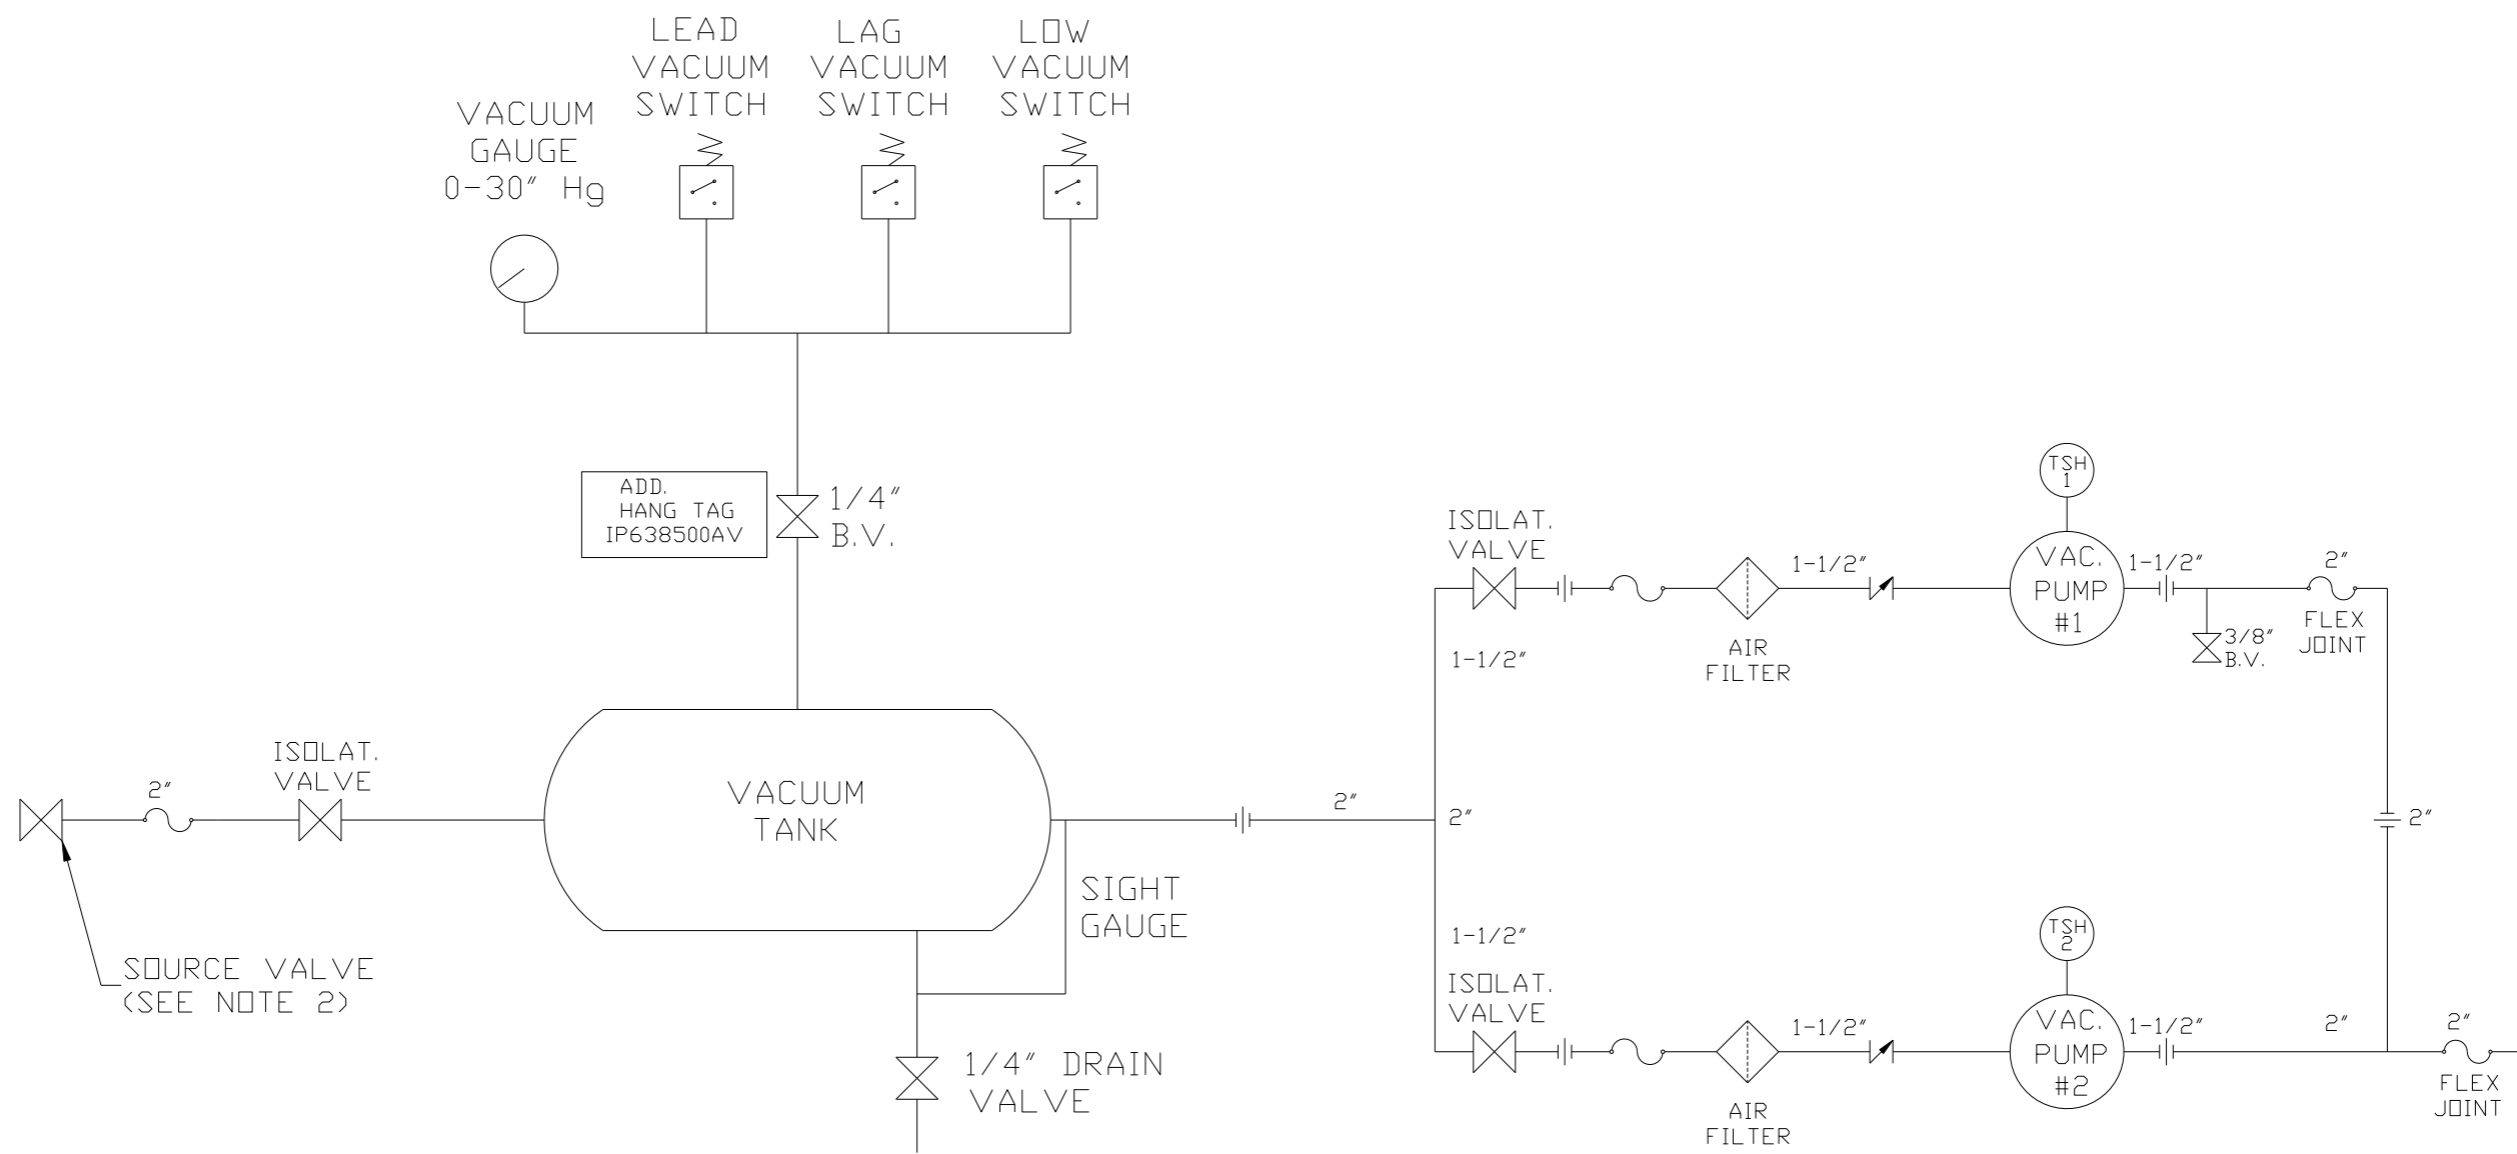 LEAD
VACUUM
SWITCH
LAG
VACUUM
SWITCH
LOW
VACUUM
SWITCH
VACUUM
GAUGE
0-30" Hg
ADD.
HANG TAG
IP638500AV
1/4"
B.V.
TSH
1
ISOLAT.
VALVE
1-1/2"
VAC.
PUMP
#1
1-1/2"
2"
FLEX
JOINT
3/8"
B.V.
AIR
FILTER
1-1/2"
ISOLAT.
VALVE
2"
VACUUM
TANK
2"
2"
2"
SIGHT
GAUGE
SOURCE VALVE
(SEE NOTE 2)
1/4" DRAIN
VALVE
1-1/2"
ISOLAT.
VALVE
TSH
2
1-1/2"
VAC.
PUMP
#2
1-1/2"
2"
2"
FLEX
JOINT
AIR
FILTER